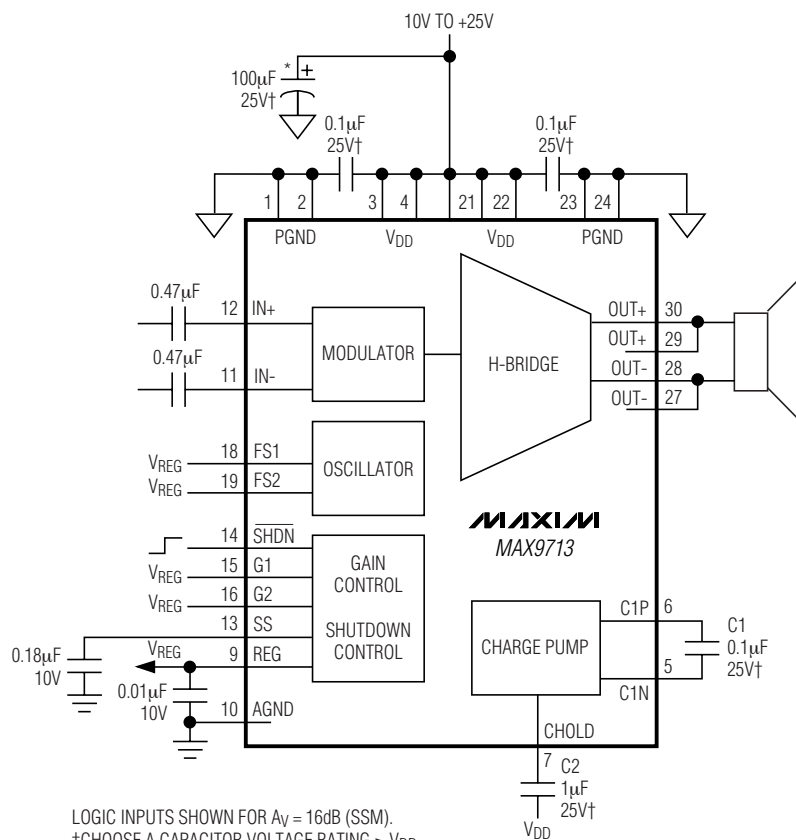 10V TO +25V
* +
100µF
25V†
0.1µF
25V†
0.1µF
25V†
1 2 3 4 21 22 23 24
PGND VDD VDD PGND
0.47µF
12 IN+
0.47µF
11 IN-
MODULATOR
H-BRIDGE
OUT+ 30
OUT+ 29
OUT- 28
OUT- 27
VREG 18 FS1
VREG 19 FS2
OSCILLATOR
14 SHDN
VREG 15 G1
VREG 16 G2
13 SS
VREG 9 REG
GAIN
CONTROL
SHUTDOWN
CONTROL
MAXIM
MAX9713
0.18µF
10V
0.01µF
10V
10 AGND
CHARGE PUMP
C1P 6
C1N 5
C1
0.1µF
25V†
CHOLD
7 C2
1µF
25V†
VDD
LOGIC INPUTS SHOWN FOR AV = 16dB (SSM).
†CHOOSE A CAPACITOR VOLTAGE RATING ≥ VDD